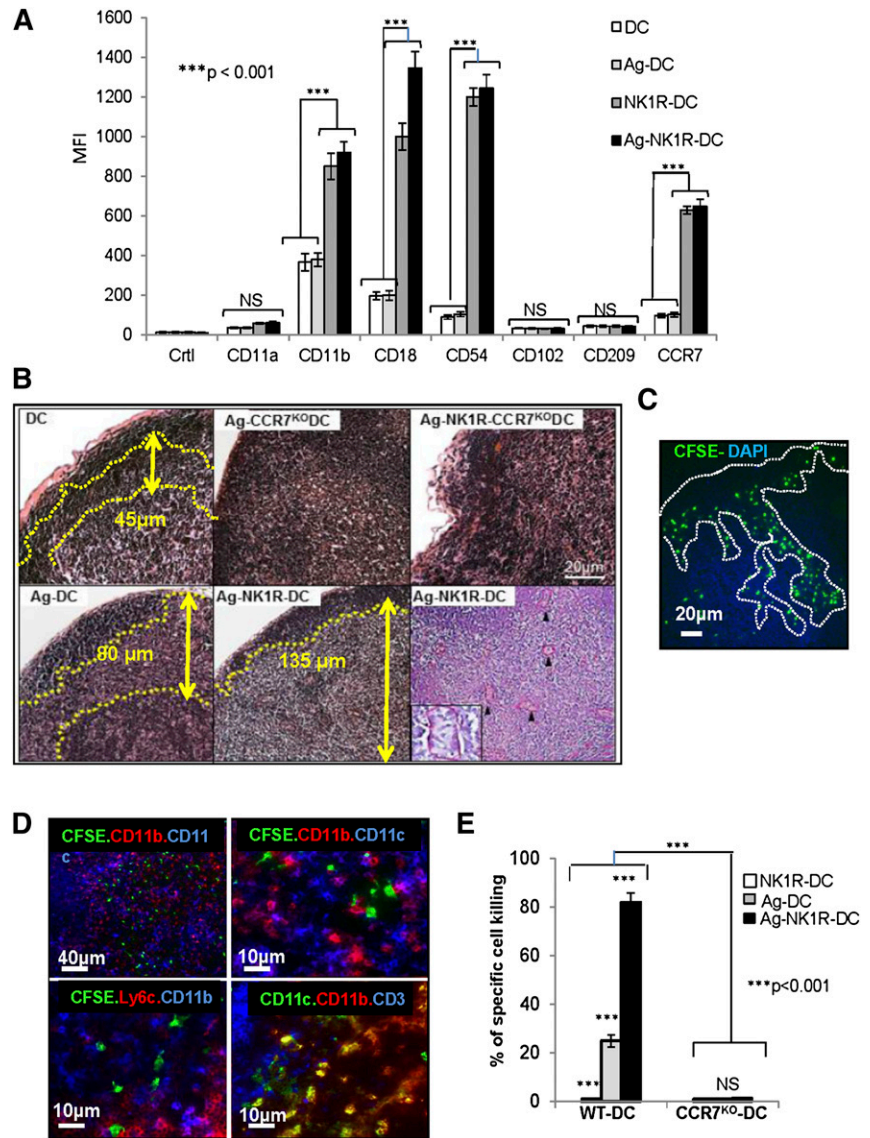 A
1600
1400
1200
1000
800
600
400
200
0
MFI
***p < 0.001
NS
***
***
***
NS
NS
***
DC
Ag-DC
NK1R-DC
Ag-NK1R-DC
Crtl
CD11a
CD11b
CD18
CD54
CD102
CD209
CCR7
B
DC
45µm
Ag-CCR7KODC
Ag-NK1R-CCR7KODC
20µm
Ag-DC
80 µm
Ag-NK1R-DC
135 µm
Ag-NK1R-DC
C
CFSE-DAPI
20µm
D
CFSE.CD11b.CD11
c
40µm
CFSE.CD11b.CD11c
10µm
CFSE.Ly6c.CD11b
10µm
CD11c.CD11b.CD3
10µm
E
100
80
60
40
20
0
% of specific cell killing
***
***
***
***
NS
NK1R-DC
Ag-DC
Ag-NK1R-DC
***p<0.001
WT-DC
CCR7KO-DC